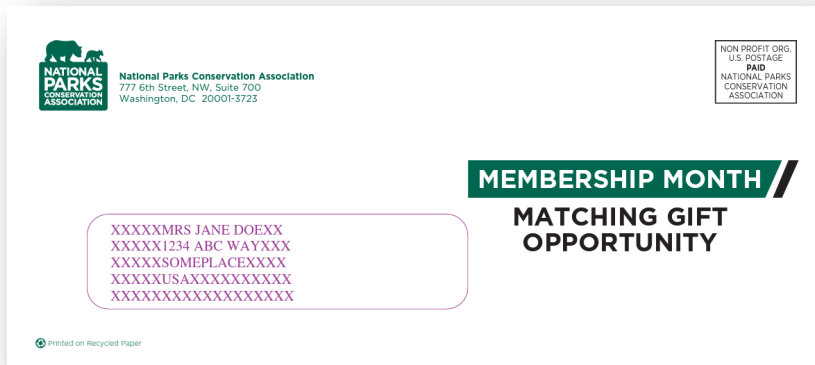 NATIONAL
PARKS
CONSERVATION
ASSOCIATION
National Parks Conservation Association
777 6th Street, NW, Suite 700
Washington, DC 20001-3723
NON PROFIT ORG.
U.S. POSTAGE
PAID
NATIONAL PARKS
CONSERVATION
ASSOCIATION
MEMBERSHIP MONTH
MATCHING GIFT
OPPORTUNITY
XXXXXMRS JANE DOEXX
XXXXX1234 ABC WAYXXX
XXXXXSOMEPLACEXXXX
XXXXXUSAXXXXXXXXXX
XXXXXXXXXXXXXXXXXX
Printed on Recycled Paper